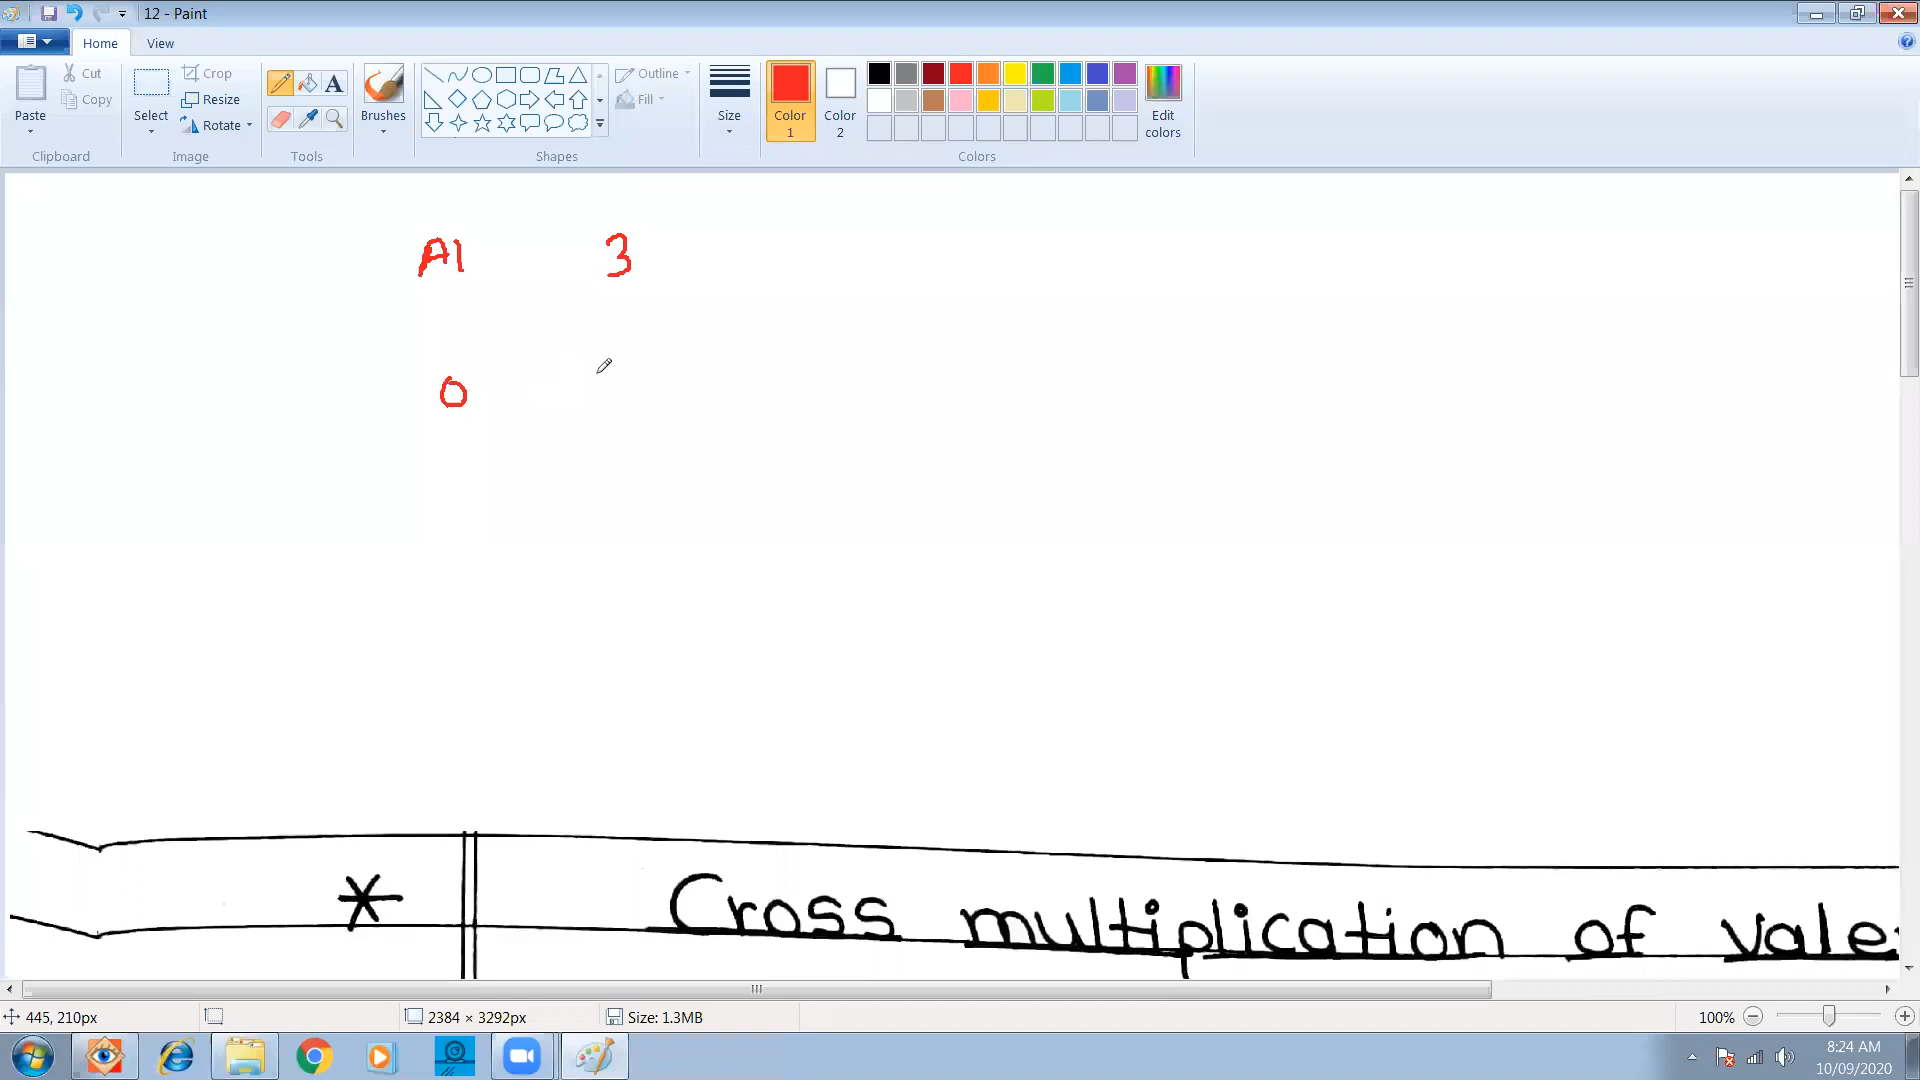 12 - Paint
Home View
Paste
Cut
Copy
Clipboard
Select
Crop
Resize
Rotate
Image
Tools
Brushes
Shapes
Outline
Fill
Size
Color 1
Color 2
Edit colors
Colors
Al 3
O
* Cross multiplication of vale
445, 210px
2384 × 3292px
Size: 1.3MB
100%
8:24 AM
10/09/2020